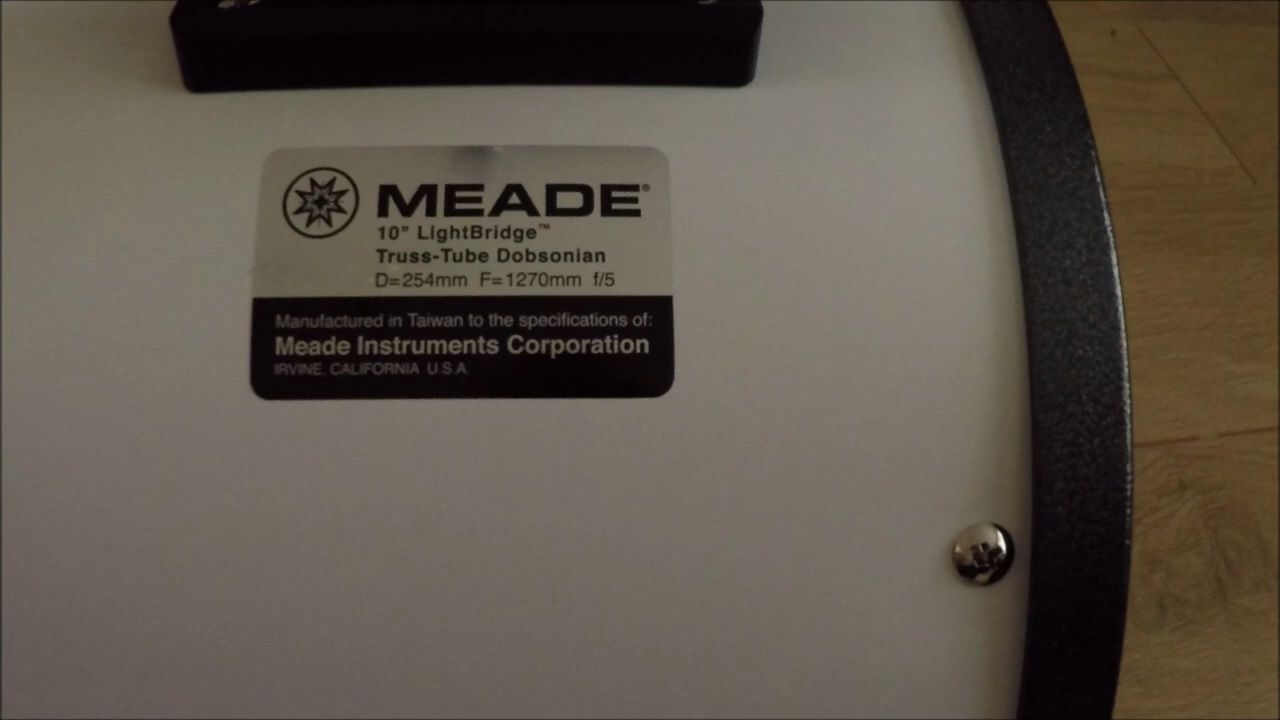 MEADE®
10" LightBridge™
Truss-Tube Dobsonian
D=254mm F=1270mm f/5
Manufactured in Taiwan to the specifications of:
Meade Instruments Corporation
IRVINE, CALIFORNIA U.S.A.